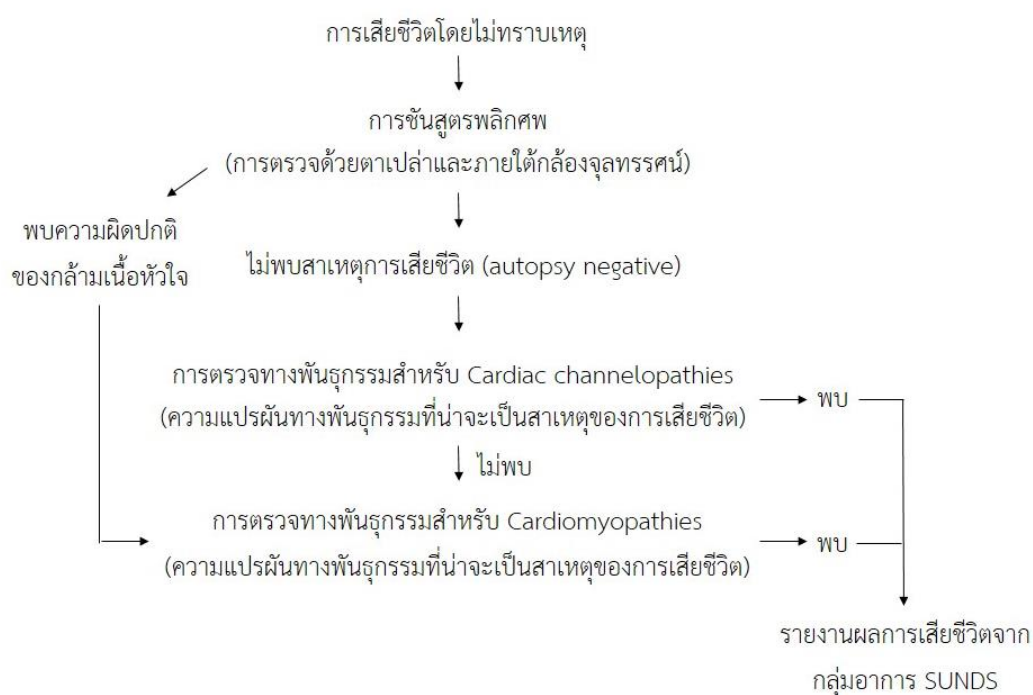 การเสียชีวิตโดยไม่ทราบเหตุ
การชันสูตรพลิกศพ
(การตรวจด้วยตาเปล่าและภายใต้กล้องจุลทรรศน์)
พบความผิดปกติ
ของกล้ามเนื้อหัวใจ
ไม่พบสาเหตุการเสียชีวิต (autopsy negative)
การตรวจทางพันธุกรรมสำหรับ Cardiac channelopathies
(ความแปรผันทางพันธุกรรมที่น่าจะเป็นสาเหตุของการเสียชีวิต)
พบ
ไม่พบ
การตรวจทางพันธุกรรมสำหรับ Cardiomyopathies
(ความแปรผันทางพันธุกรรมที่น่าจะเป็นสาเหตุของการเสียชีวิต)
พบ
รายงานผลการเสียชีวิตจาก
กลุ่มอาการ SUNDS